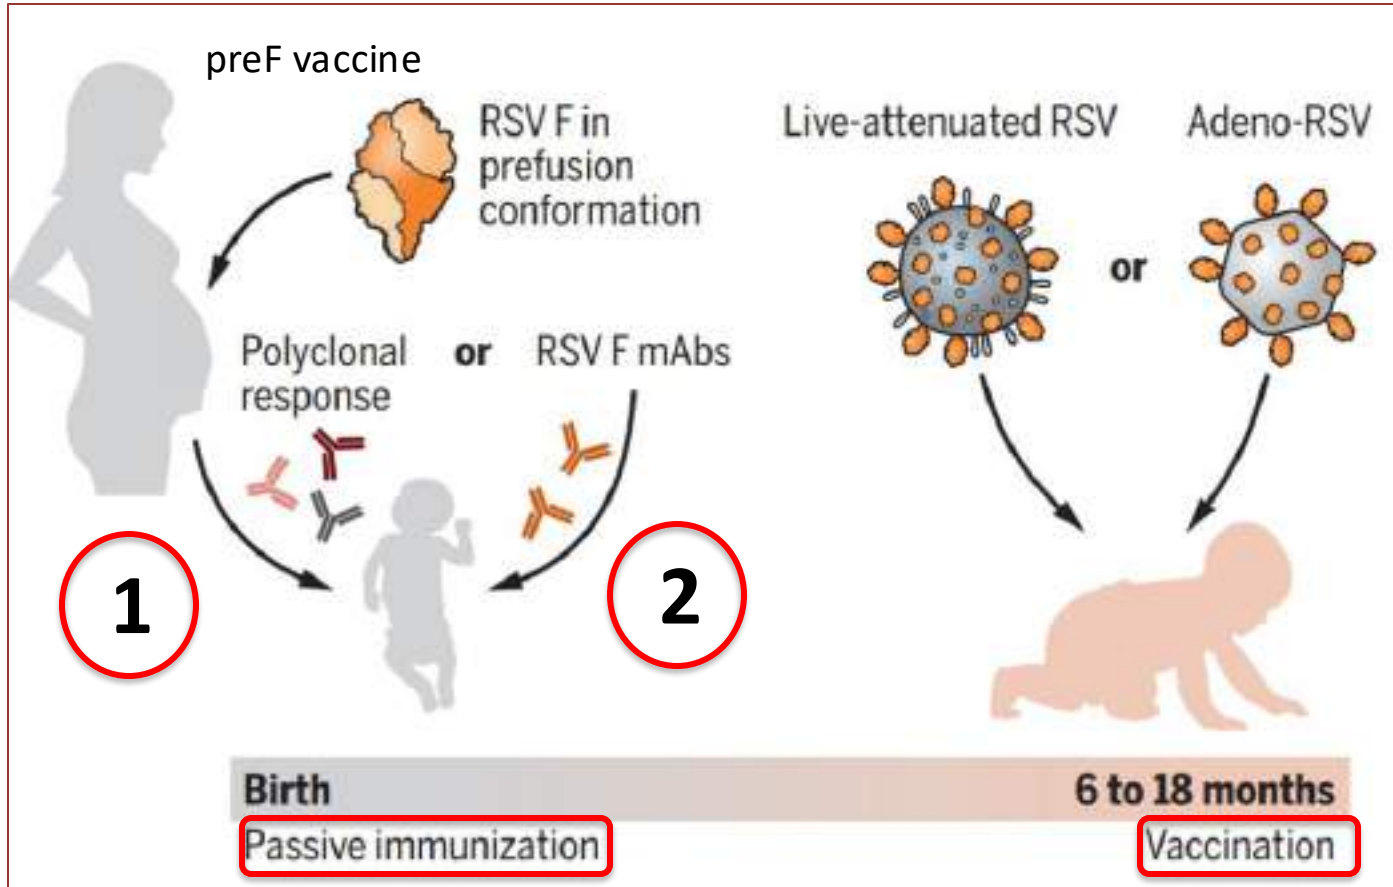 preF vaccine
RSV F in
prefusion
conformation
Live-attenuated RSV
Adeno-RSV
or
Polyclonal
response
or
RSV F mAbs
1
2
Birth
6 to 18 months
Passive immunization
Vaccination